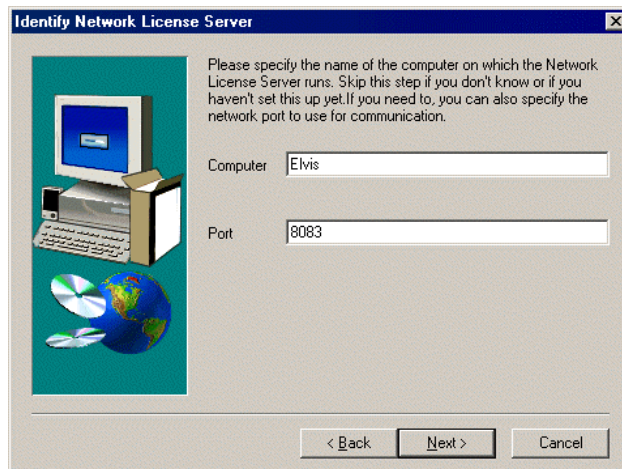 Identify Network License Server
Please specify the name of the computer on which the Network
License Server runs. Skip this step if you don't know or if you
haven't set this up yet.If you need to, you can also specify the
network port to use for communication.
Computer
Elvis
Port
8083
< Back
Next >
Cancel